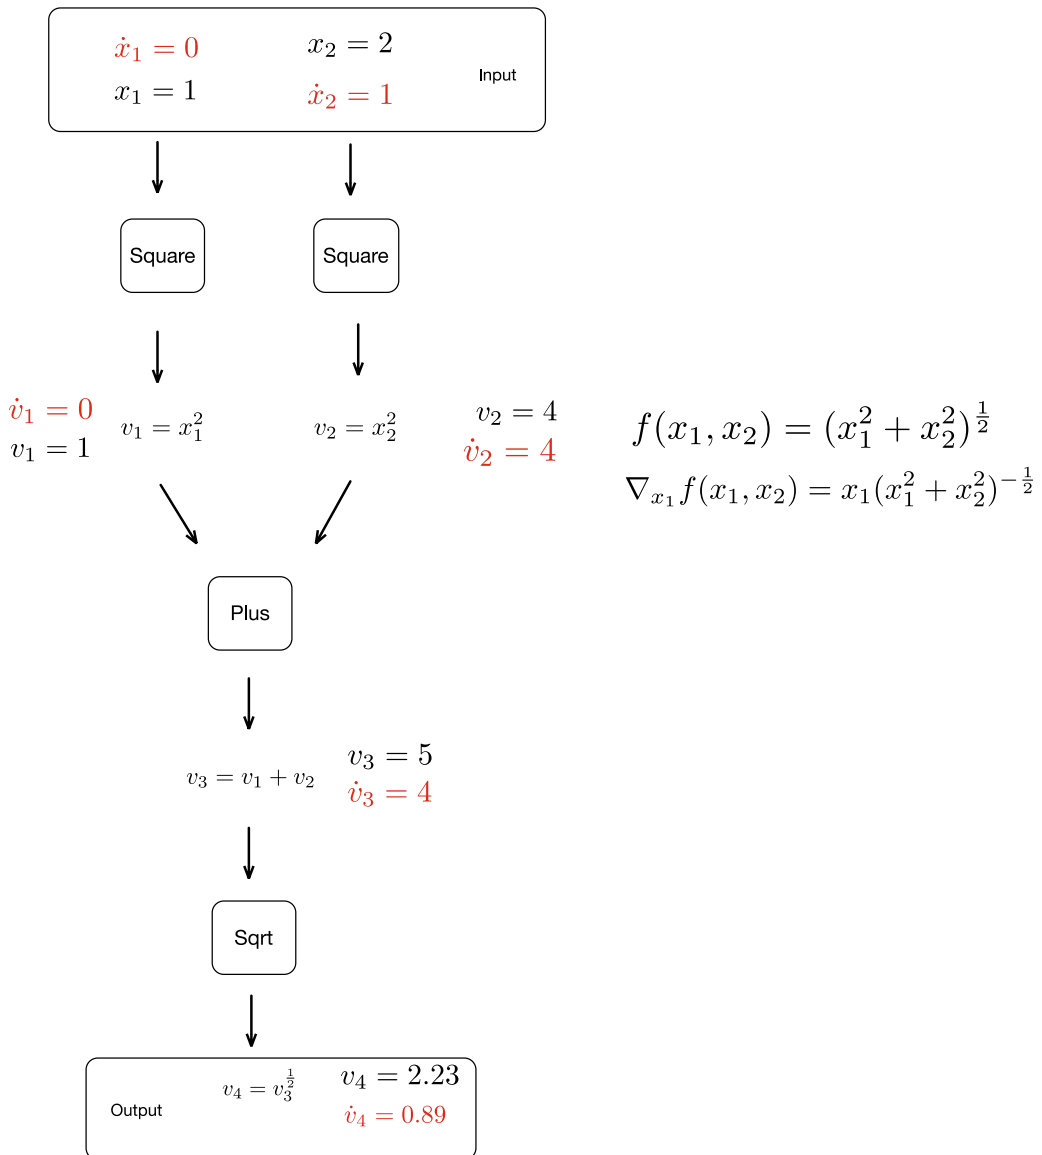 ẋ₁ = 0
x₂ = 2
Input
x₁ = 1
ẋ₂ = 1
Square
Square
v̇₁ = 0
v₁ = 1
v₁ = x₁²
v₂ = x₂²
v₂ = 4
v̇₂ = 4
f(x₁, x₂) = (x₁² + x₂²)^{1/2}
∇_{x₁} f(x₁, x₂) = x₁(x₁² + x₂²)^{-1/2}
Plus
v₃ = v₁ + v₂
v₃ = 5
v̇₃ = 4
Sqrt
Output
v₄ = v₃^{1/2}
v₄ = 2.23
v̇₄ = 0.89